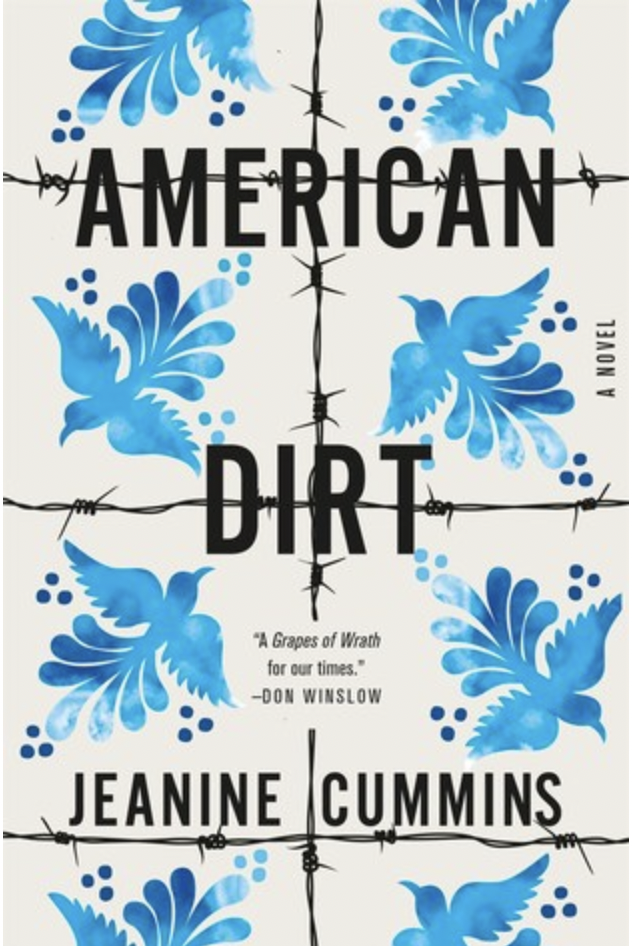 AMERICAN
A NOVEL
DIRT
“A Grapes of Wrath
for our times.”
—DON WINSLOW
JEANINE CUMMINS